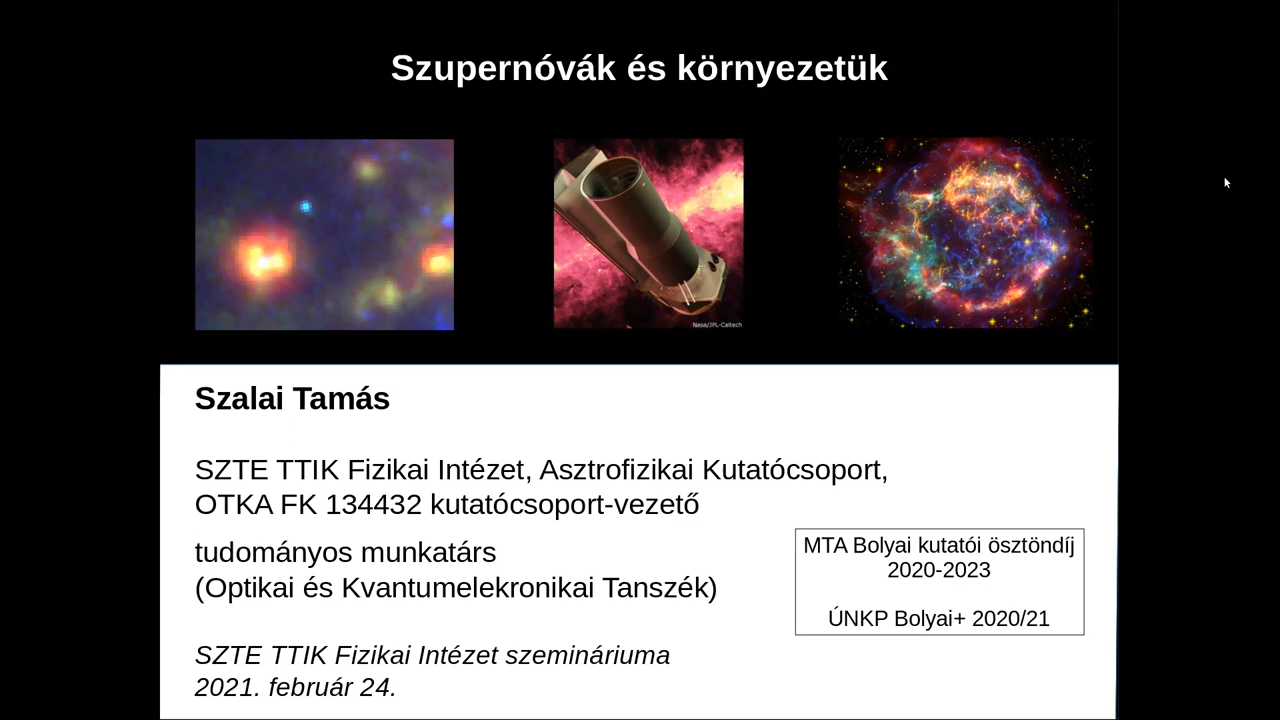 Szupernóvák és környezetük
Nasa/JPL-Caltech
Szalai Tamás
SZTE TTIK Fizikai Intézet, Asztrofizikai Kutatócsoport,
OTKA FK 134432 kutatócsoport-vezető
tudományos munkatárs
(Optikai és Kvantumelekronikai Tanszék)
MTA Bolyai kutatói ösztöndíj
2020-2023
ÚNKP Bolyai+ 2020/21
SZTE TTIK Fizikai Intézet szemináriuma
2021. február 24.